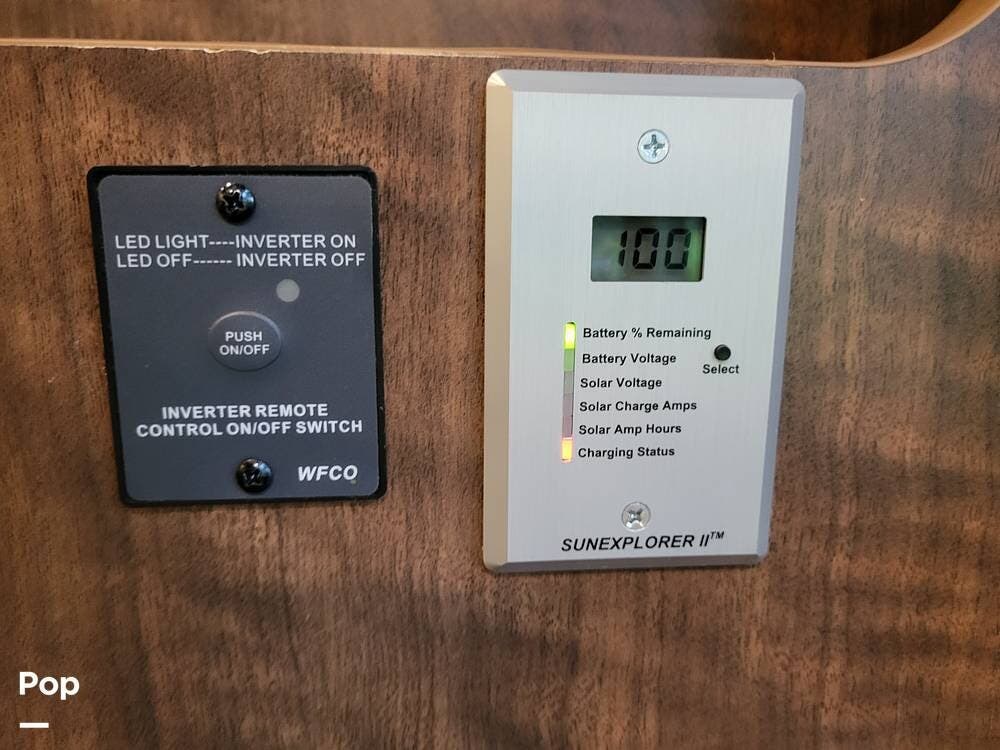 LED LIGHT----INVERTER ON
LED OFF------ INVERTER OFF
PUSH
ON/OFF
INVERTER REMOTE
CONTROL ON/OFF SWITCH
WFCO
100
Battery % Remaining
Battery Voltage
Select
Solar Voltage
Solar Charge Amps
Solar Amp Hours
Charging Status
SUNEXPLORER II™
Pop